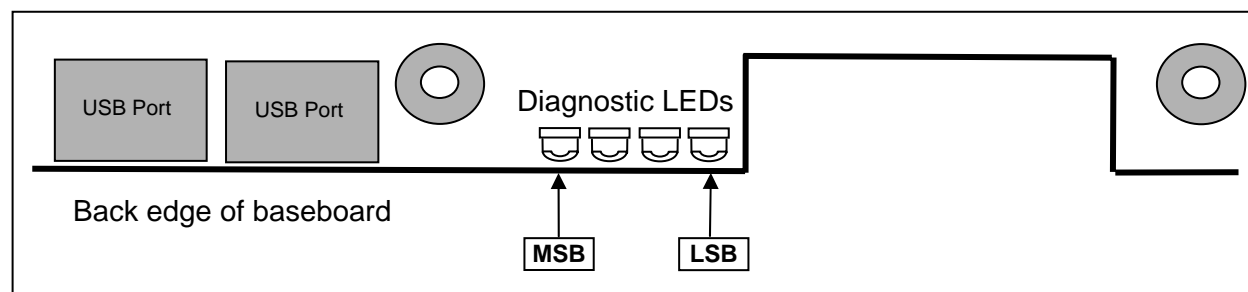 USB Port
USB Port
Diagnostic LEDs
Back edge of baseboard
MSB
LSB